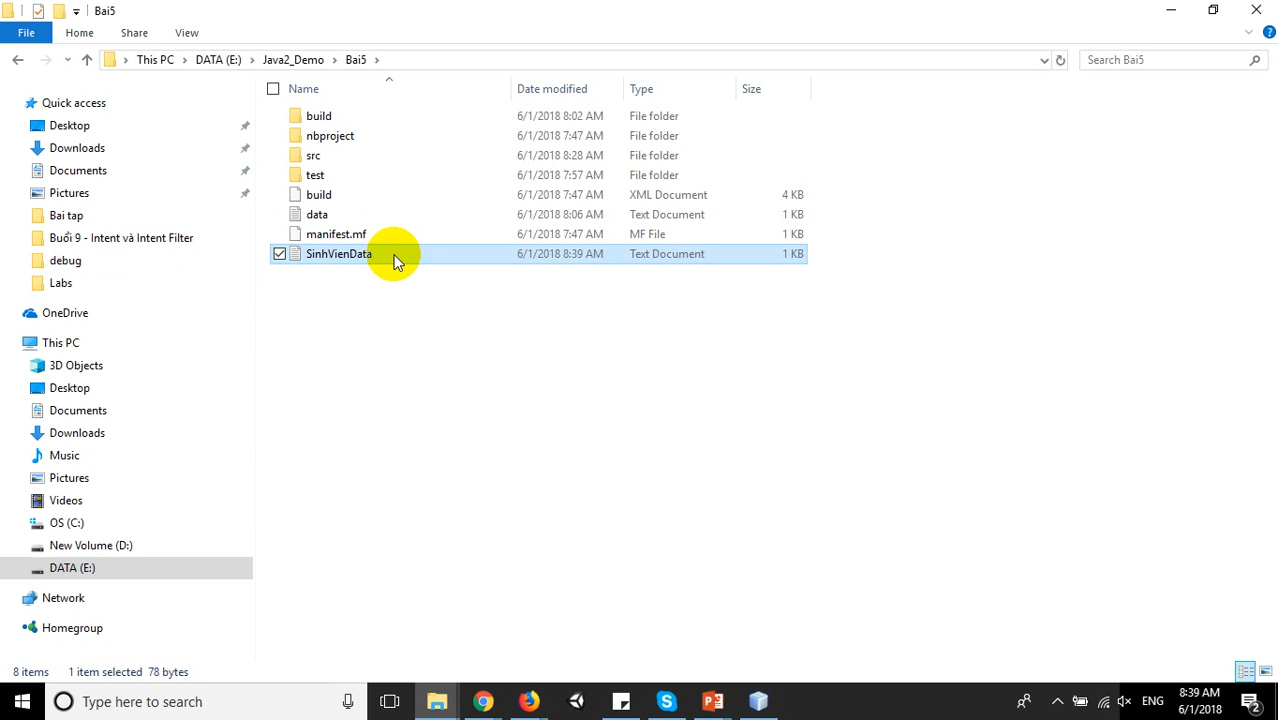 Bai5
File
Home
Share
View
This PC
DATA (E:)
Java2_Demo
Bai5
Search Bai5
Name
Date modified
Type
Size
Quick access
Desktop
Downloads
Documents
Pictures
Bai tap
Buổi 9 - Intent và Intent Filter
debug
Labs
OneDrive
This PC
3D Objects
Desktop
Documents
Downloads
Music
Pictures
Videos
OS (C:)
New Volume (D:)
DATA (E:)
Network
Homegroup
build 6/1/2018 8:02 AM File folder
nbproject 6/1/2018 7:47 AM File folder
src 6/1/2018 8:28 AM File folder
test 6/1/2018 7:57 AM File folder
build 6/1/2018 7:47 AM XML Document 4 KB
data 6/1/2018 8:06 AM Text Document 1 KB
manifest.mf 6/1/2018 7:47 AM MF File 1 KB
SinhVienData 6/1/2018 8:39 AM Text Document 1 KB
8 items 1 item selected 78 bytes
Type here to search
ENG
8:39 AM
6/1/2018
2